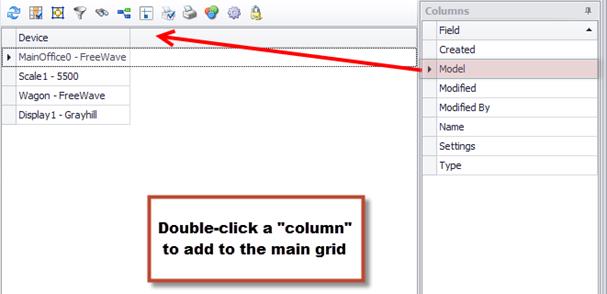 Device
MainOffice0 - FreeWave
Scale1 - 5500
Wagon - FreeWave
Display1 - Grayhill
Columns
Field
Created
Model
Modified
Modified By
Name
Settings
Type
Double-click a "column"
to add to the main grid